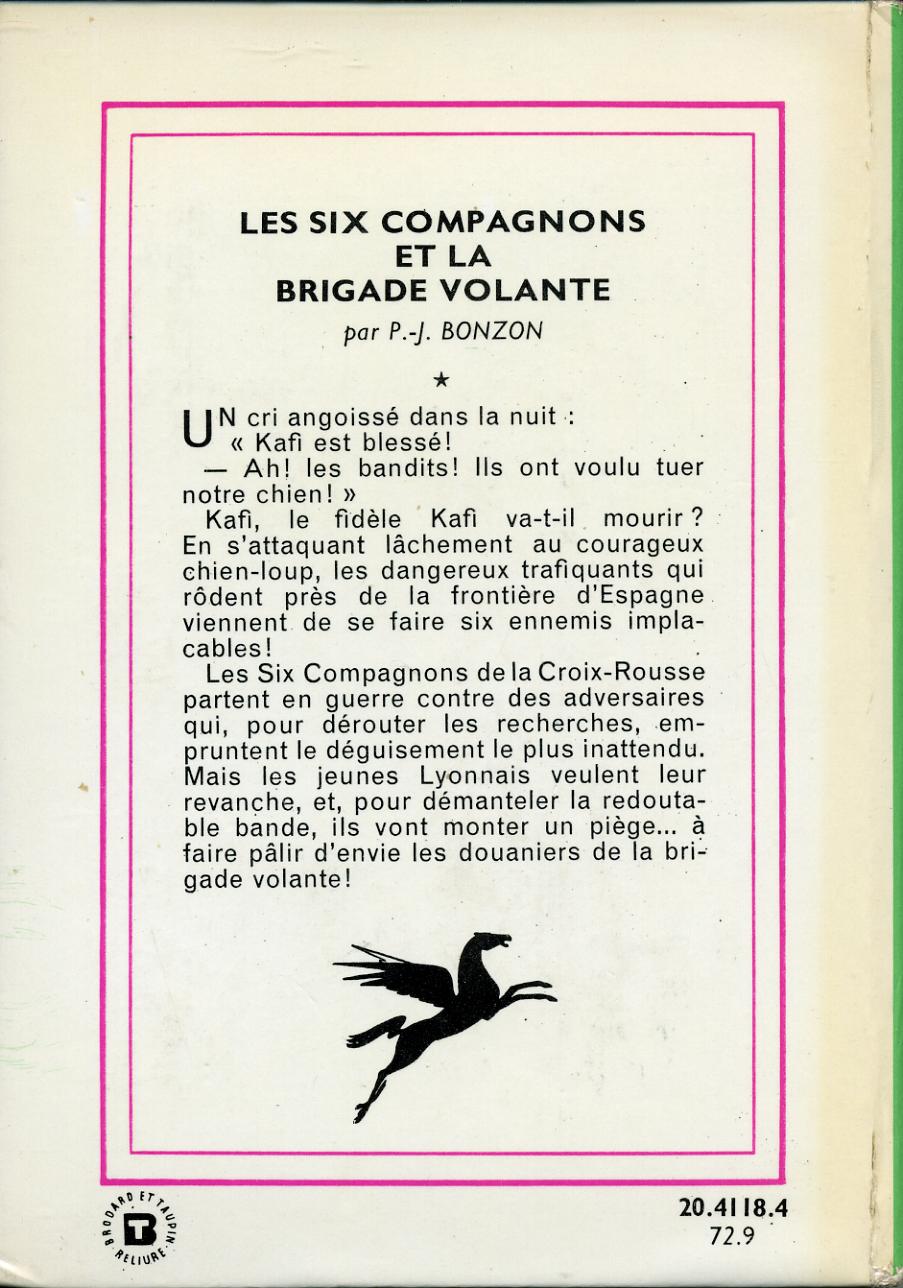 LES SIX COMPAGNONS
ET LA
BRIGADE VOLANTE
par P.-J. BONZON
★
UN cri angoissé dans la nuit :
« Kafi est blessé!
— Ah! les bandits! Ils ont voulu tuer
notre chien! »
Kafi, le fidèle Kafi va-t-il mourir?
En s'attaquant lâchement au courageux
chien-loup, les dangereux trafiquants qui
rôdent près de la frontière d'Espagne
viennent de se faire six ennemis impla-
cables!
Les Six Compagnons de la Croix-Rousse
partent en guerre contre des adversaires
qui, pour dérouter les recherches, em-
pruntent le déguisement le plus inattendu.
Mais les jeunes Lyonnais veulent leur
revanche, et, pour démanteler la redouta-
ble bande, ils vont monter un piège... à
faire pâlir d'envie les douaniers de la bri-
gade volante!
BRODARD ET TAUPIN
BT
RELIURE
20.4118.4
72.9